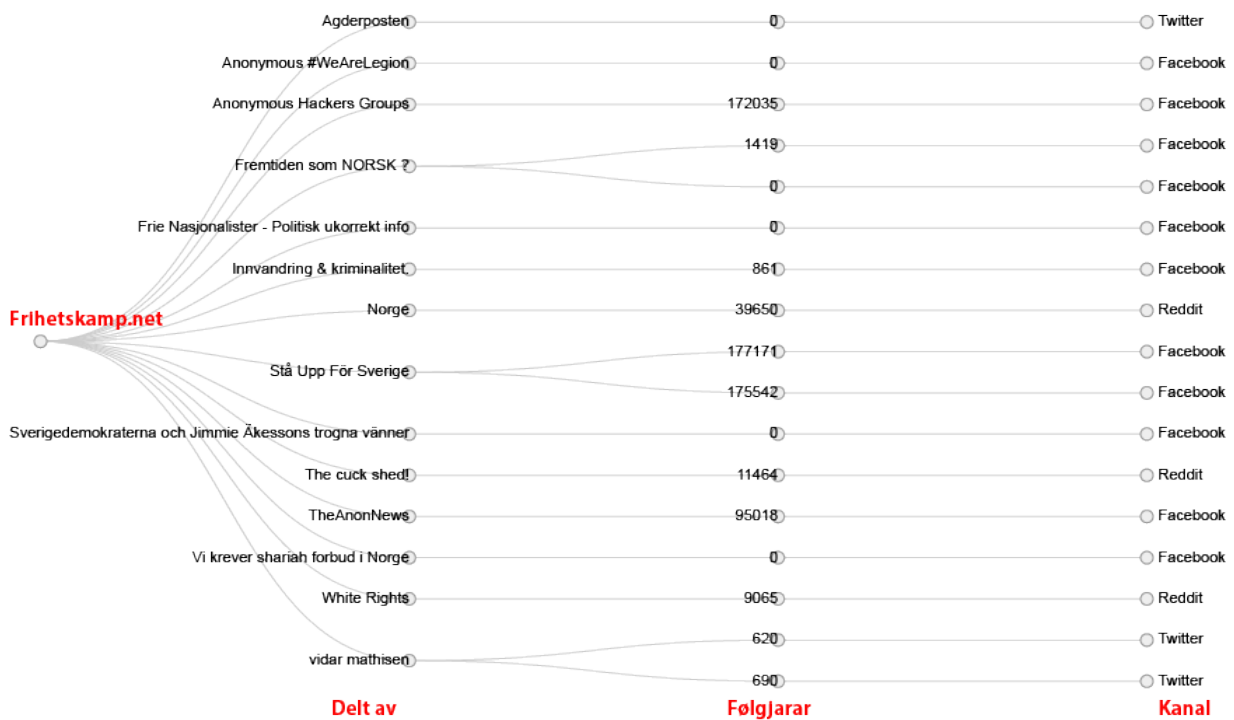 Agderposten 0 Twitter
Anonymous #WeAreLegion 0 Facebook
Anonymous Hackers Groups 172035 Facebook
1419 Facebook
Fremtiden som NORSK ?
0 Facebook
Frie Nasjonalister - Politisk ukorrekt info 0 Facebook
Innvandring & kriminalitet. 861 Facebook
Norge 39650 Reddit
Frihetskamp.net
177171 Facebook
Stå Upp För Sverige
175542 Facebook
Sverigedemokraterna och Jimmie Åkessons trogna vänner 0 Facebook
The cuck shed! 11464 Reddit
TheAnonNews 95018 Facebook
Vi krever shariah forbud i Norge 0 Facebook
White Rights 9065 Reddit
620 Twitter
vidar mathisen
690 Twitter
Delt av Følgjarar Kanal